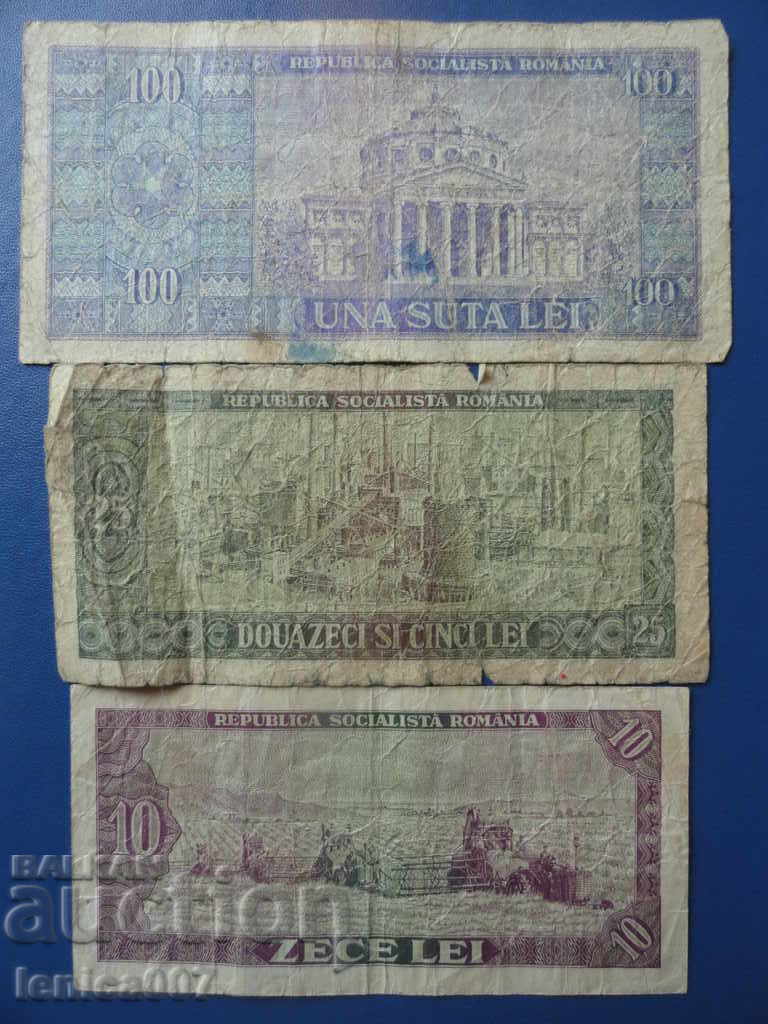 100 REPUBLICA SOCIALISTA ROMÂNIA 100
100 UNA SUTA LEI 100
REPUBLICA SOCIALISTĂ ROMÂNIA
25
DOUAZECI SI CINCI LEI 25
REPUBLICA SOCIALISTĂ ROMÂNIA 10
10
ZECE LEI 10
BALKAN
auction
lenica007